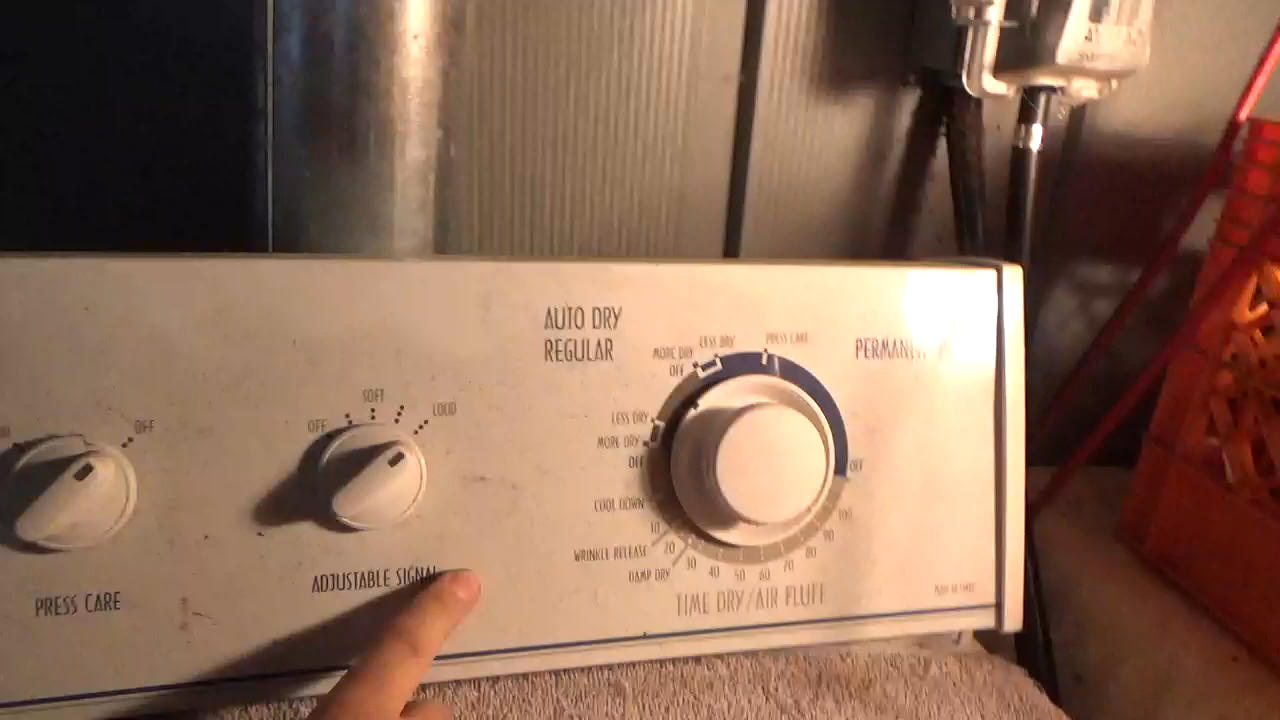 AUTO DRY
REGULAR
LESS DRY
PRESS CARE
MORE DRY
OFF
LESS DRY
MORE DRY
OFF
OFF
COOL DOWN
10
WRINKLE RELEASE
20
DAMP DRY
30
40
50
60
70
80
90
100
TIME DRY/AIR FLUFF
OFF
SOFT
LOUD
ADJUSTABLE SIGNAL
OFF
PRESS CARE